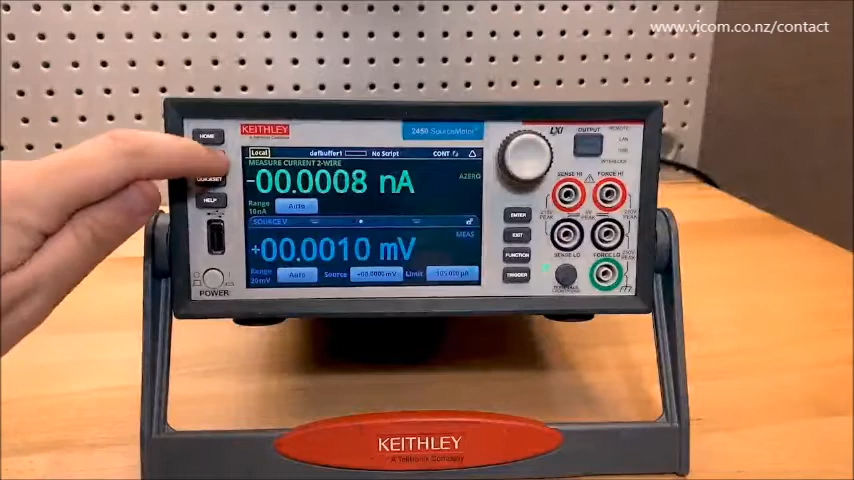 www.vicom.co.nz/contact
KEITHLEY
A Tektronix Company
2450 SourceMeter
LXI
OUTPUT
REMOTE
LAN
INTERLOCK
HOME
QUICKSET
HELP
POWER
Local
defbuffer1
No Script
CONT
MEASURE CURRENT 2-WIRE
-00.0008 nA
AZERO
Range
10nA
Auto
SOURCE V
+00.0010 mV
MEAS
Range
20mV
Auto
Source
+00.0000 mV
Limit
105.000 µA
ENTER
EXIT
FUNCTION
TRIGGER
SENSE HI
FORCE HI
SENSE LO
FORCE LO
KEITHLEY
A Tektronix Company